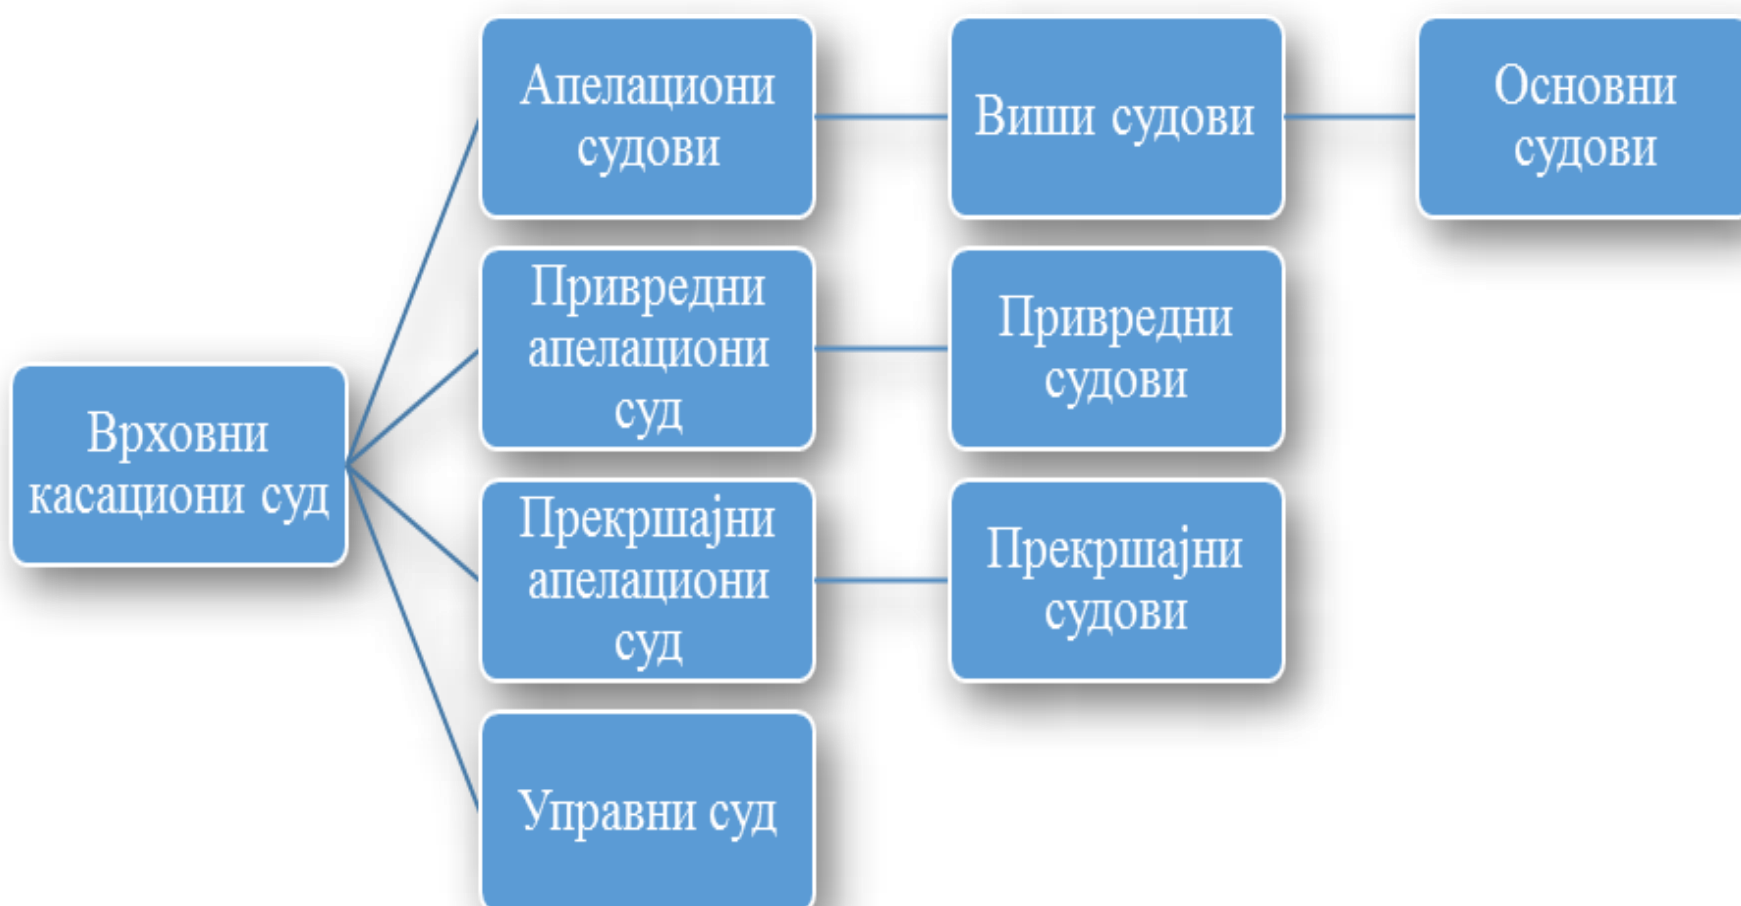 Апелациони
судови
Виши судови
Основни
судови
Привредни
апелациони
суд
Привредни
судови
Врховни
касациони суд
Прекршајни
апелациони
суд
Прекршајни
судови
Управни суд